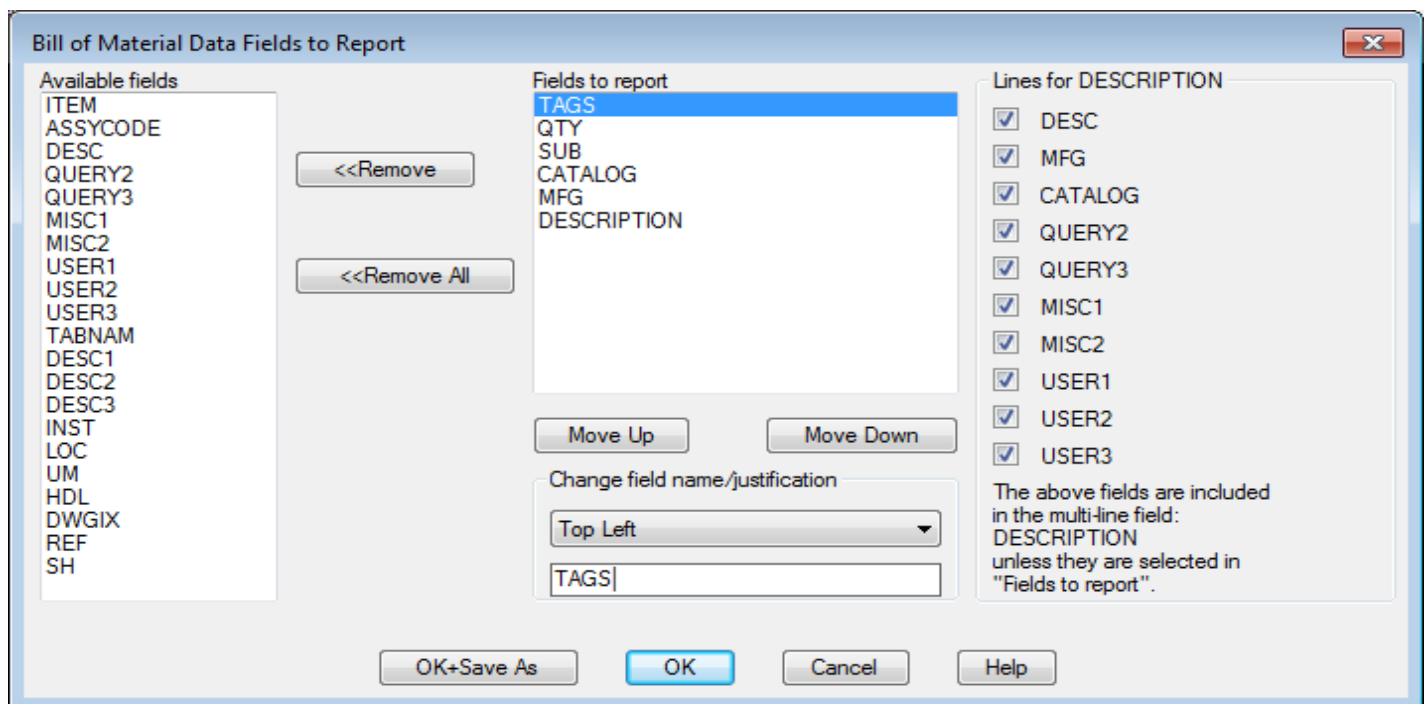 Bill of Material Data Fields to Report
Available fields
ITEM
ASSYCODE
DESC
QUERY2
QUERY3
MISC1
MISC2
USER1
USER2
USER3
TABNAM
DESC1
DESC2
DESC3
INST
LOC
UM
HDL
DWGIX
REF
SH
<<Remove
<<Remove All
Fields to report
TAGS
QTY
SUB
CATALOG
MFG
DESCRIPTION
Move Up
Move Down
Change field name/justification
Top Left
TAGS
Lines for DESCRIPTION
DESC
MFG
CATALOG
QUERY2
QUERY3
MISC1
MISC2
USER1
USER2
USER3
The above fields are included
in the multi-line field:
DESCRIPTION
unless they are selected in
"Fields to report".
OK+Save As
OK
Cancel
Help